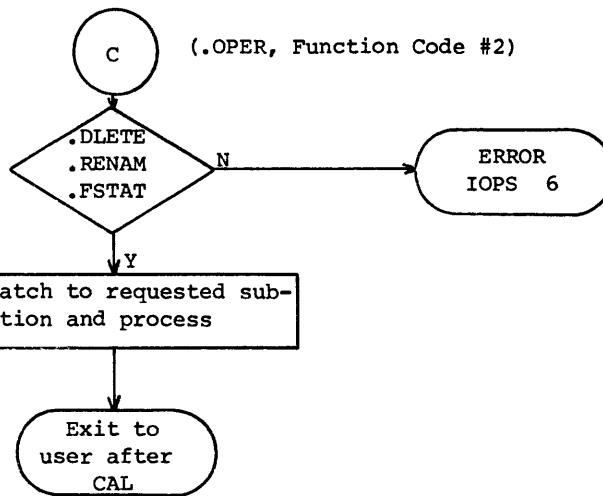 C
(.OPER, Function Code #2)
.DLETE
.RENAM
.FSTAT
N
ERROR
IOPS 6
Y
atch to requested sub-
tion and process
Exit to
user after
CAL